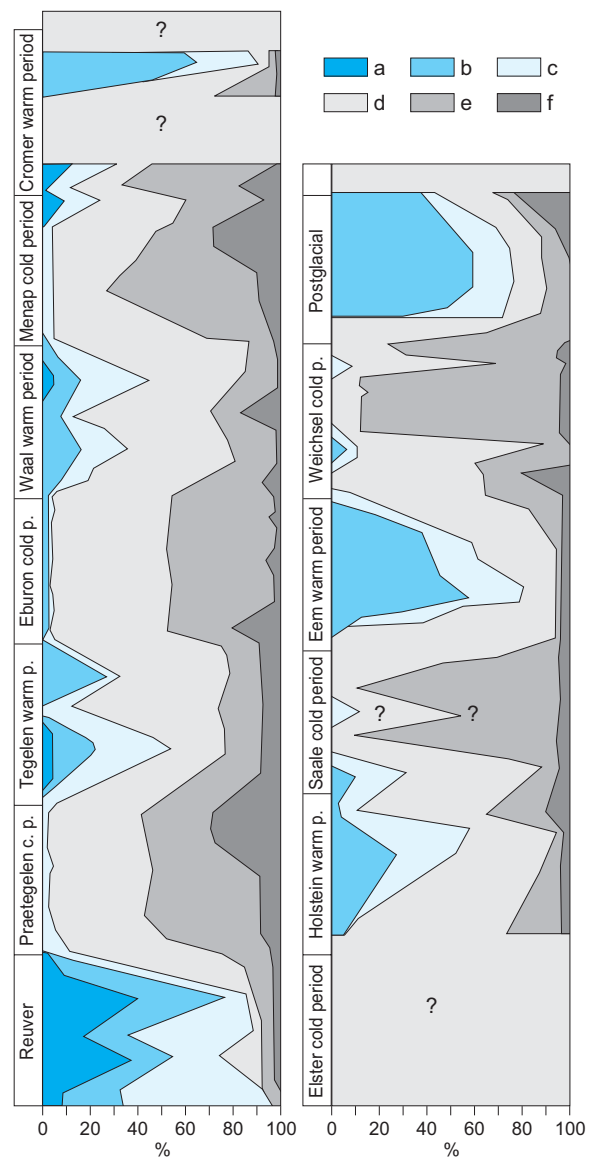 Cromer warm period
Menap cold period
Waal warm period
Eburon cold p.
Tegelen warm p.
Praetegelen c. p.
Reuver
?
?
0 20 40 60 80 100
%
a b c
d e f
Postglacial
Weichsel cold p.
Eem warm period
Saale cold period
Holstein warm p.
Elster cold period
? ?
?
0 20 40 60 80 100
%